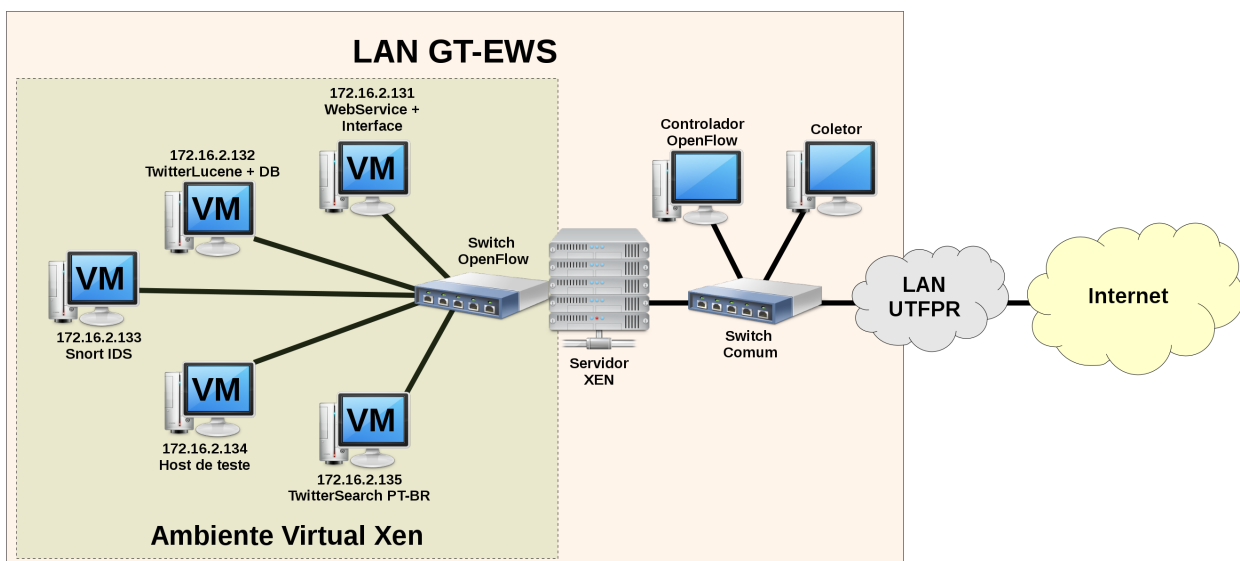 LAN GT-EWS
172.16.2.131
WebService +
Interface
VM
172.16.2.132
TwitterLucene + DB
VM
VM
172.16.2.133
Snort IDS
VM
172.16.2.134
Host de teste
VM
172.16.2.135
TwitterSearch PT-BR
Ambiente Virtual Xen
Switch
OpenFlow
Servidor
XEN
Controlador
OpenFlow
Coletor
Switch
Comum
LAN
UTFPR
Internet